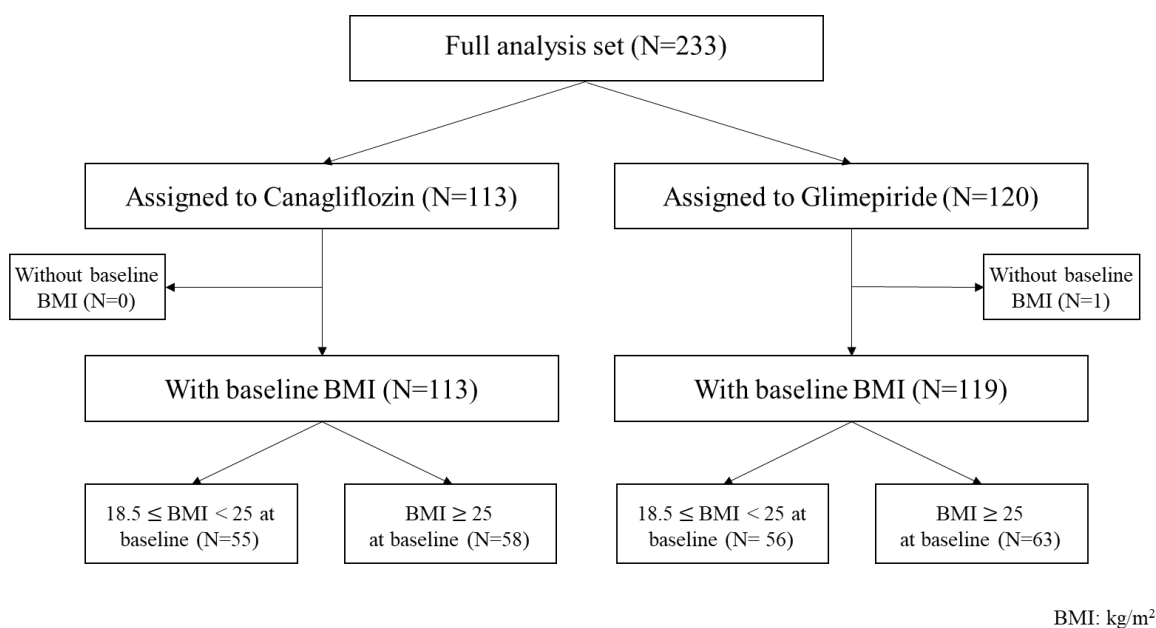 Full analysis set (N=233)
Assigned to Canagliflozin (N=113)
Assigned to Glimepiride (N=120)
Without baseline
BMI (N=0)
Without baseline
BMI (N=1)
With baseline BMI (N=113)
With baseline BMI (N=119)
18.5 ≤ BMI < 25 at
baseline (N=55)
BMI ≥ 25
at baseline (N=58)
18.5 ≤ BMI < 25 at
baseline (N= 56)
BMI ≥ 25
at baseline (N=63)
BMI: kg/m²